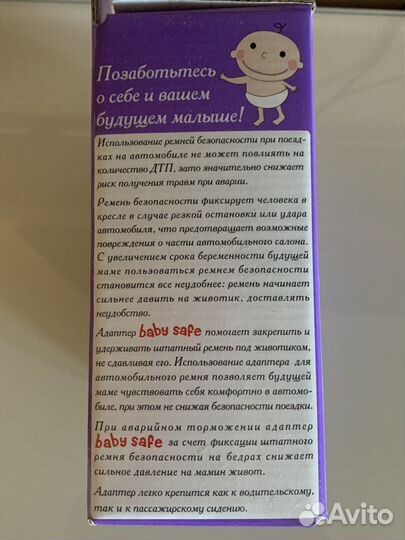 Позаботьтесь
о себе и вашем
будущем малыше!
Использование ремней безопасности при поезд-
ках на автомобиле не может повлиять на
количество ДТП, зато значительно снижает
риск получения травм при аварии.
Ремень безопасности фиксирует человека в
кресле в случае резкой остановки или удара
автомобиля, что предотвращает возможные
повреждения о части автомобильного салона.
С увеличением срока беременности будущей
маме пользоваться ремнем безопасности
становится все неудобнее: ремень начинает
сильнее давить на животик, доставлять
неудобство.
Адаптер baby safe помогает закрепить и
удерживать штатный ремень под животиком,
не сдавливая его. Использование адаптера для
автомобильного ремня позволяет будущей
маме чувствовать себя комфортно в автомо-
биле, при этом не снижая безопасности поездки.
При аварийном торможении адаптер
baby safe за счет фиксации штатного
ремня безопасности на бедрах снижает
сильное давление на мамин живот.
Адаптер легко крепится как к водительскому,
так и к пассажирскому сидению.
Avito